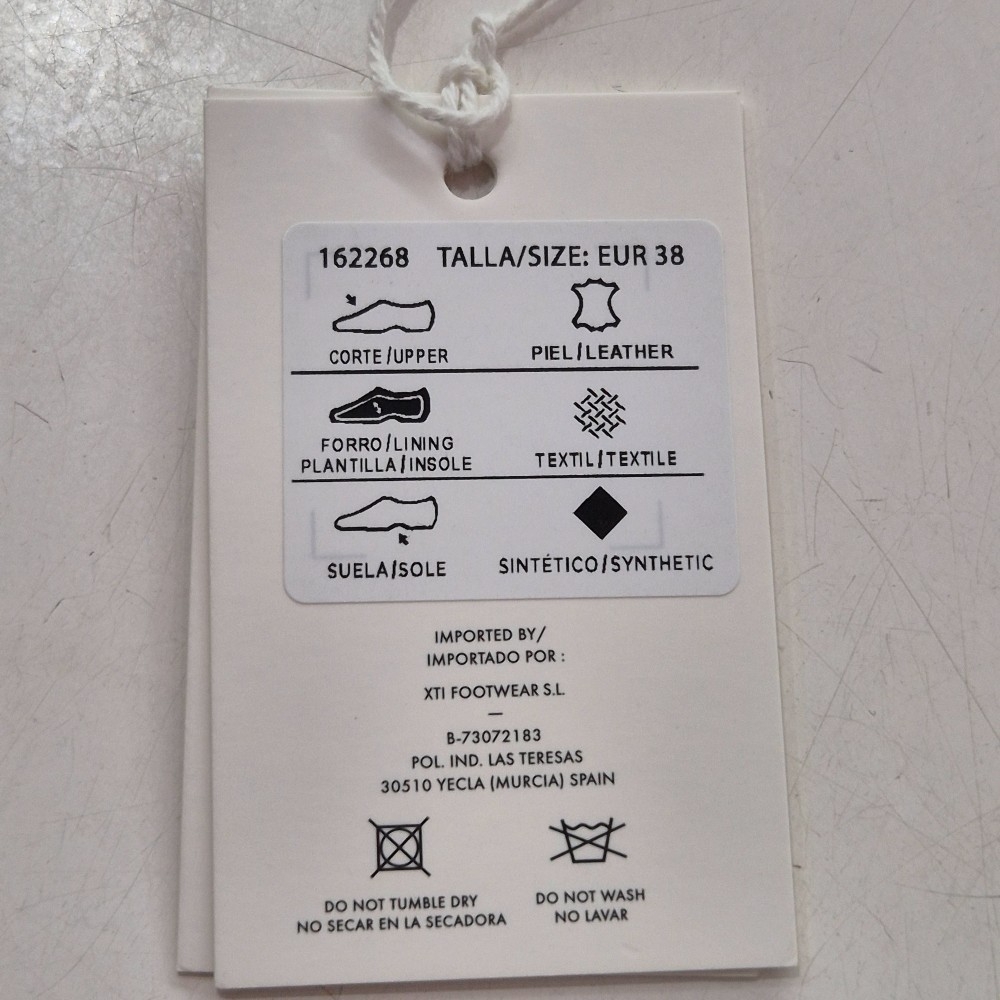 162268 TALLA/SIZE: EUR 38
CORTE/UPPER PIEL/LEATHER
FORRO/LINING
PLANTILLA/INSOLE TEXTIL/TEXTILE
SUELA/SOLE SINTÉTICO/SYNTHETIC
IMPORTED BY/
IMPORTADO POR :
XTI FOOTWEAR S.L.
—
B-73072183
POL. IND. LAS TERESAS
30510 YECLA (MURCIA) SPAIN
DO NOT TUMBLE DRY
NO SECAR EN LA SECADORA
DO NOT WASH
NO LAVAR